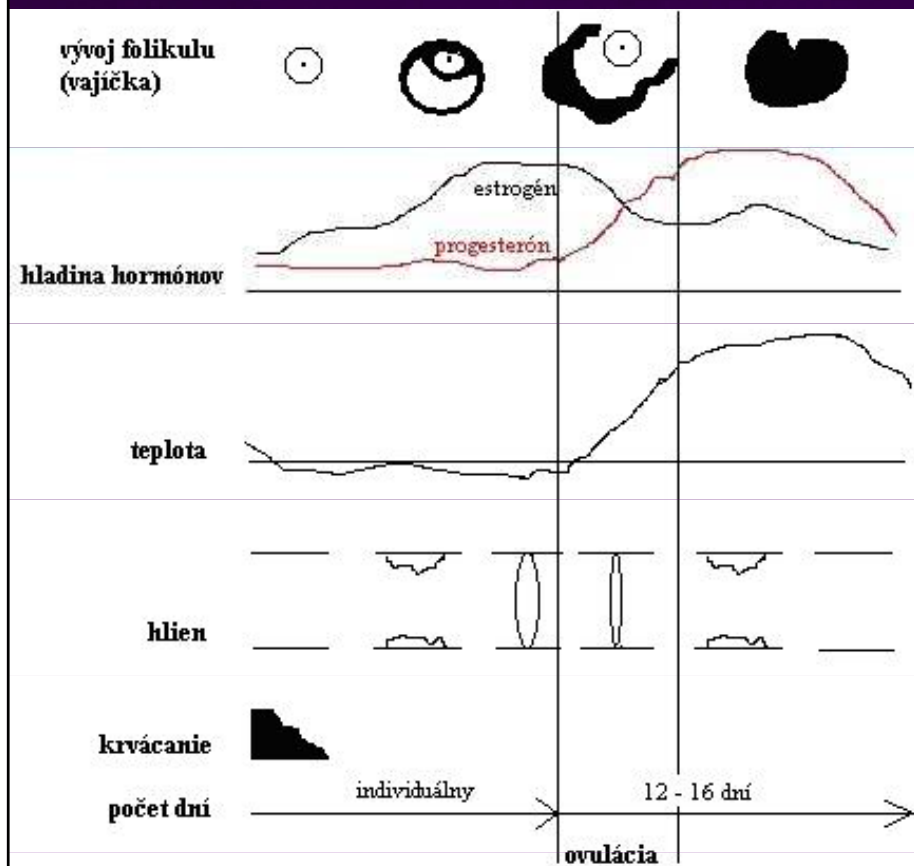 vývoj folikulu
(vajíčka)
estrogén
progesterón
hladina hormónov
teplota
hlien
krvácanie
individuálny
12 - 16 dní
počet dní
ovulácia